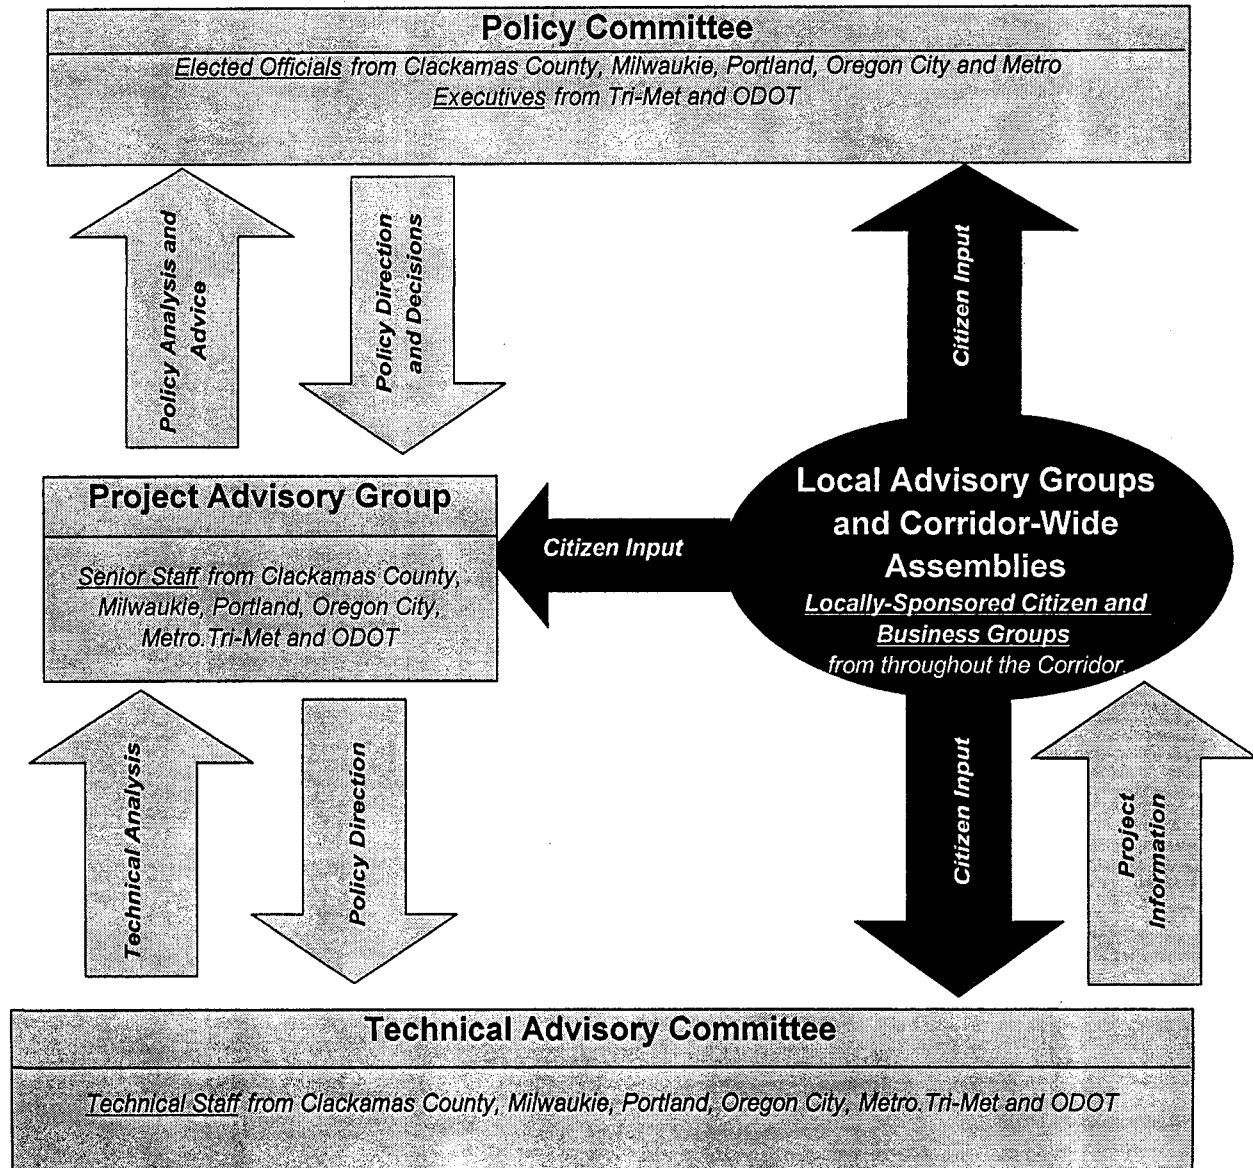 Policy Committee
Elected Officials from Clackamas County, Milwaukie, Portland, Oregon City and Metro
Executives from Tri-Met and ODOT
Policy Analysis and
Advice
Policy Direction
and Decisions
Citizen Input
Project Advisory Group
Senior Staff from Clackamas County,
Milwaukie, Portland, Oregon City,
Metro.Tri-Met and ODOT
Citizen Input
Local Advisory Groups
and Corridor-Wide
Assemblies
Locally-Sponsored Citizen and
Business Groups
from throughout the Corridor.
Technical Analysis
Policy Direction
Citizen Input
Project
Information
Technical Advisory Committee
Technical Staff from Clackamas County, Milwaukie, Portland, Oregon City, Metro.Tri-Met and ODOT